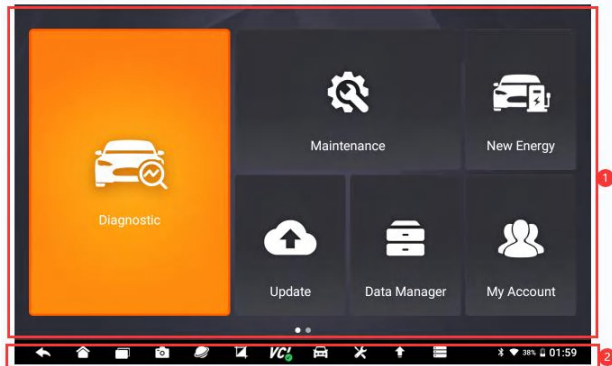 Maintenance
New Energy
Diagnostic
1
Update
Data Manager
My Account
VCI
38% 01:59
2